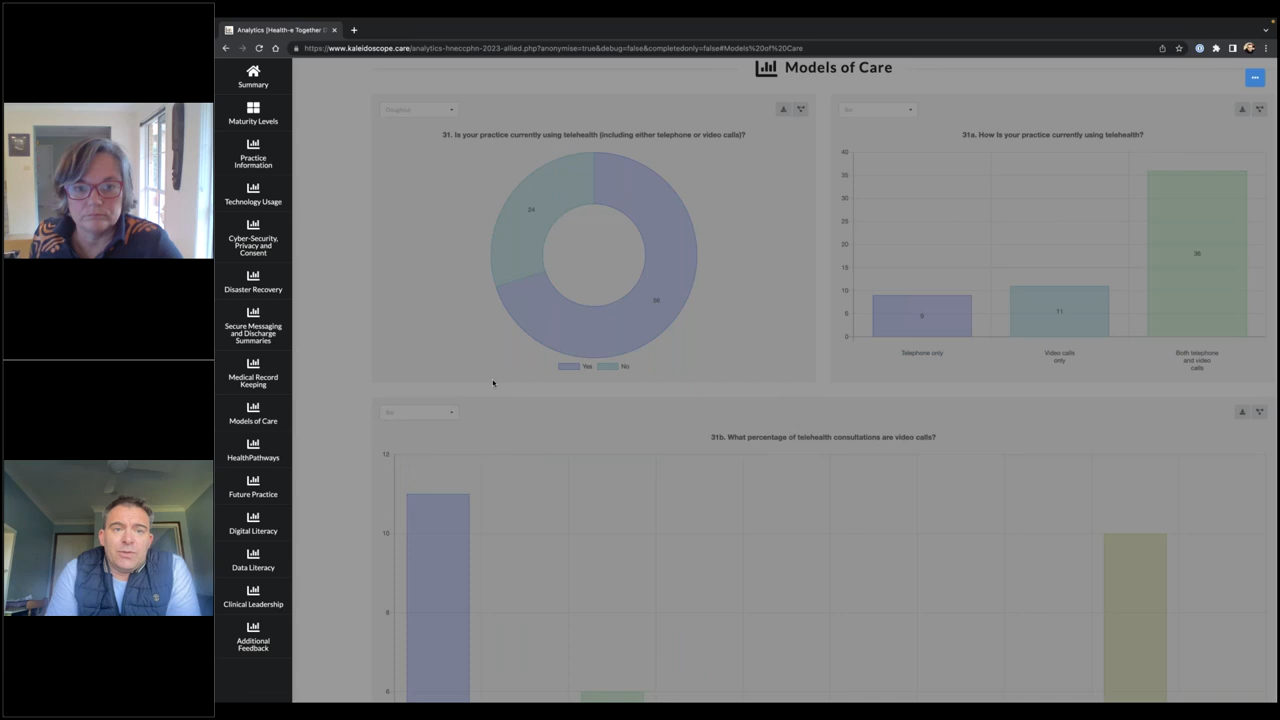 Analytics [Health-e Together D
https://www.kaleidoscope.care/analytics-hneccphn-2023-allied.php?anonymise=true&debug=false&completedonly=false#Models%20of%20Care
Summary
Maturity Levels
Practice
Information
Technology Usage
Cyber-Security,
Privacy and
Consent
Disaster Recovery
Secure Messaging
and Discharge
Summaries
Medical Record
Keeping
Models of Care
HealthPathways
Future Practice
Digital Literacy
Data Literacy
Clinical Leadership
Additional
Feedback
Models of Care
Doughnut
31. Is your practice currently using telehealth (including either telephone or video calls)?
24
Yes
No
Bar
31a. How is your practice currently using telehealth?
40
35
30
25
20
15
10
5
0
9
11
36
Telephone only
Video calls
only
Both telephone
and video
calls
Bar
31b. What percentage of telehealth consultations are video calls?
12
10
8
6